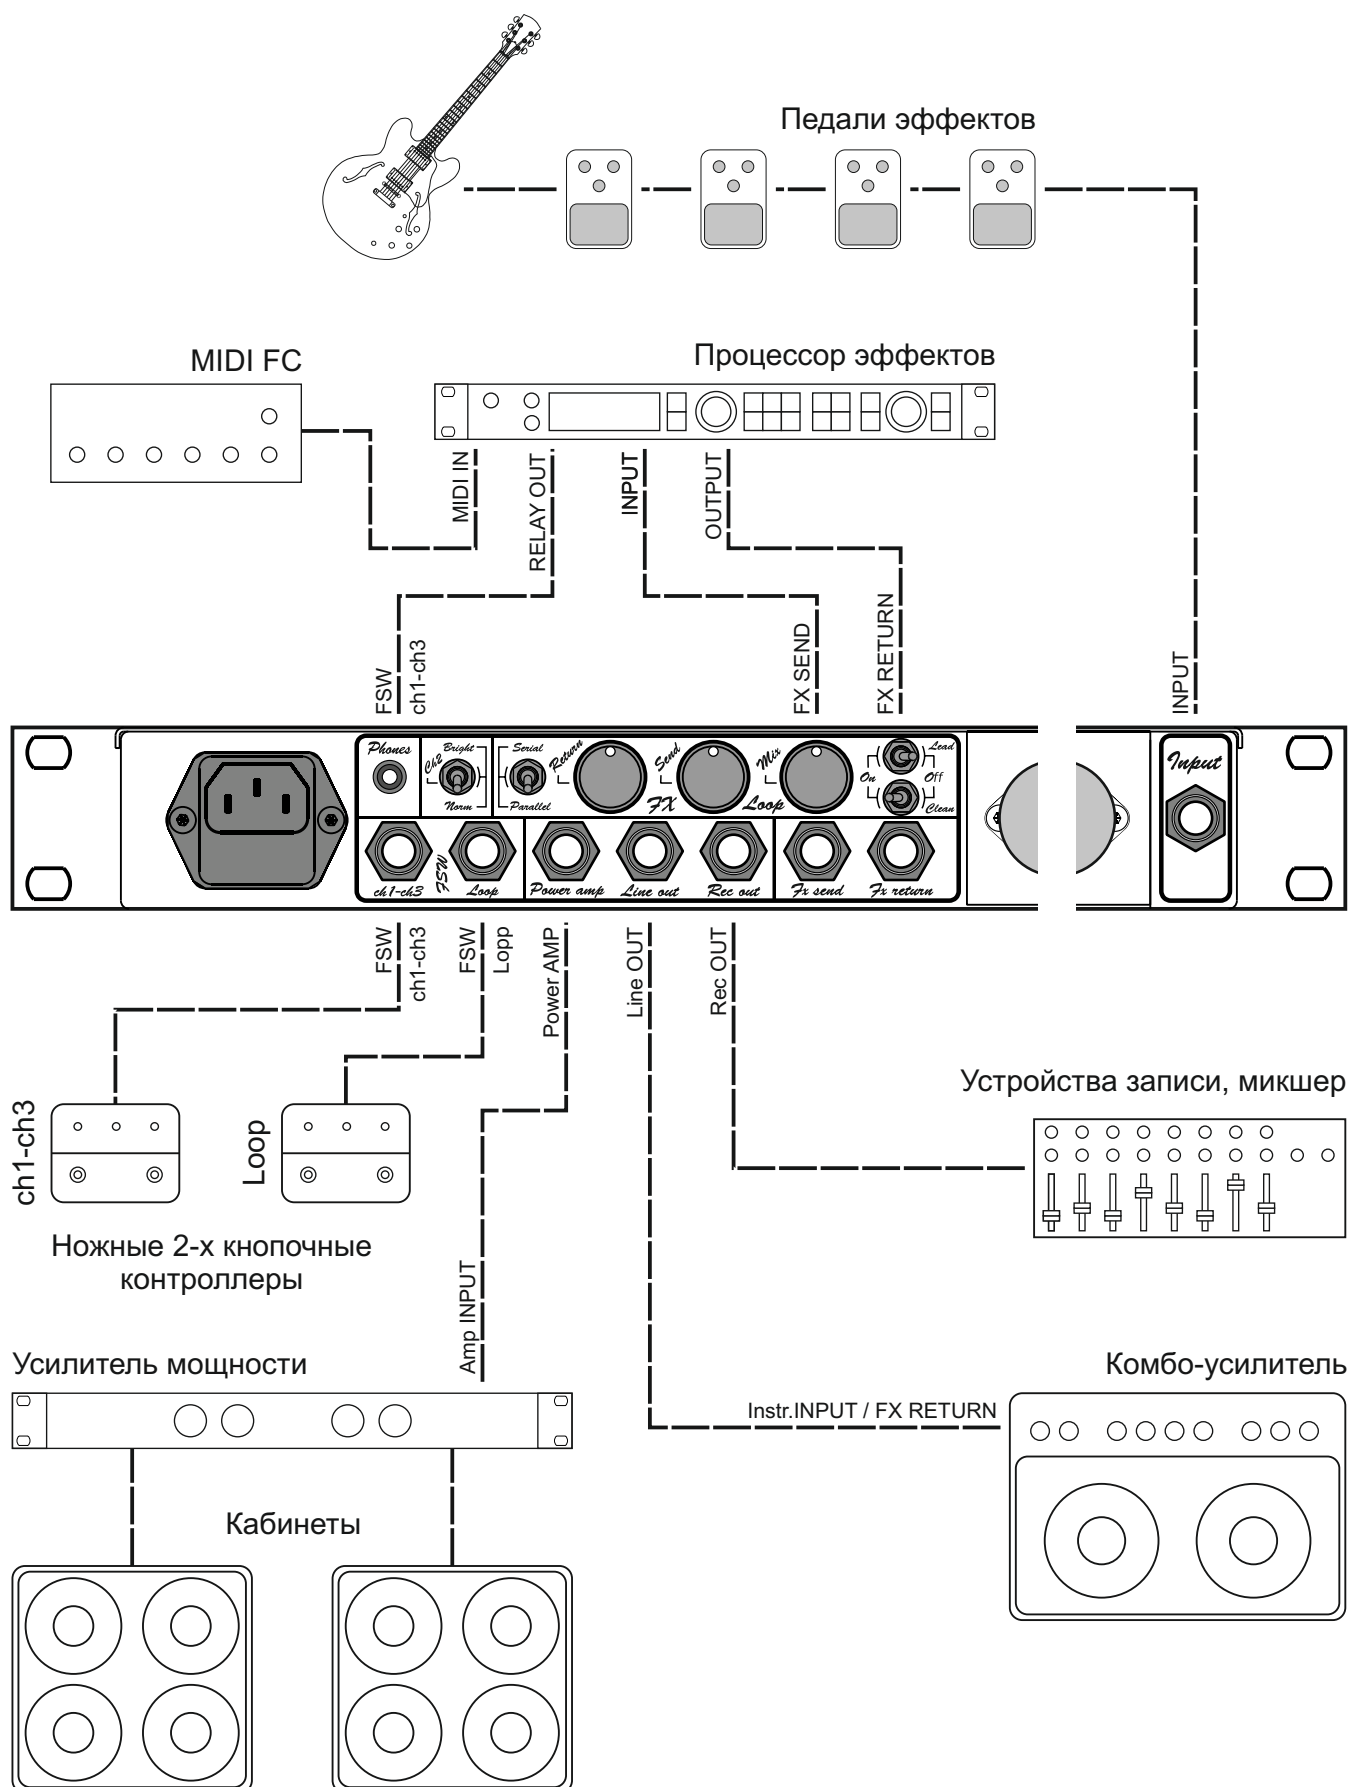 Педали эффектов
MIDI FC
Процессор эффектов
MIDI IN
RELAY OUT
INPUT
OUTPUT
FSW
ch1-ch3
FX SEND
FX RETURN
INPUT
Phones
Ch2
Bright
Norm
Serial
Parallel
Return
Send
Mix
FX
Loop
Lead
On
Off
Clean
Input
ch1-ch3
FSW
Loop
Power amp
Line out
Rec out
Fx send
Fx return
FSW
ch1-ch3
FSW
Lopp
Power AMP
Line OUT
Rec OUT
ch1-ch3
Loop
Устройства записи, микшер
Ножные 2-х кнопочные
контроллеры
Amp INPUT
Усилитель мощности
Комбо-усилитель
Instr.INPUT / FX RETURN
Кабинеты